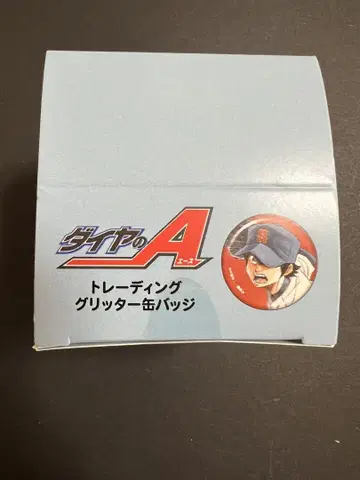 ダイヤのA
エース
トレーディング
グリッター缶バッジ